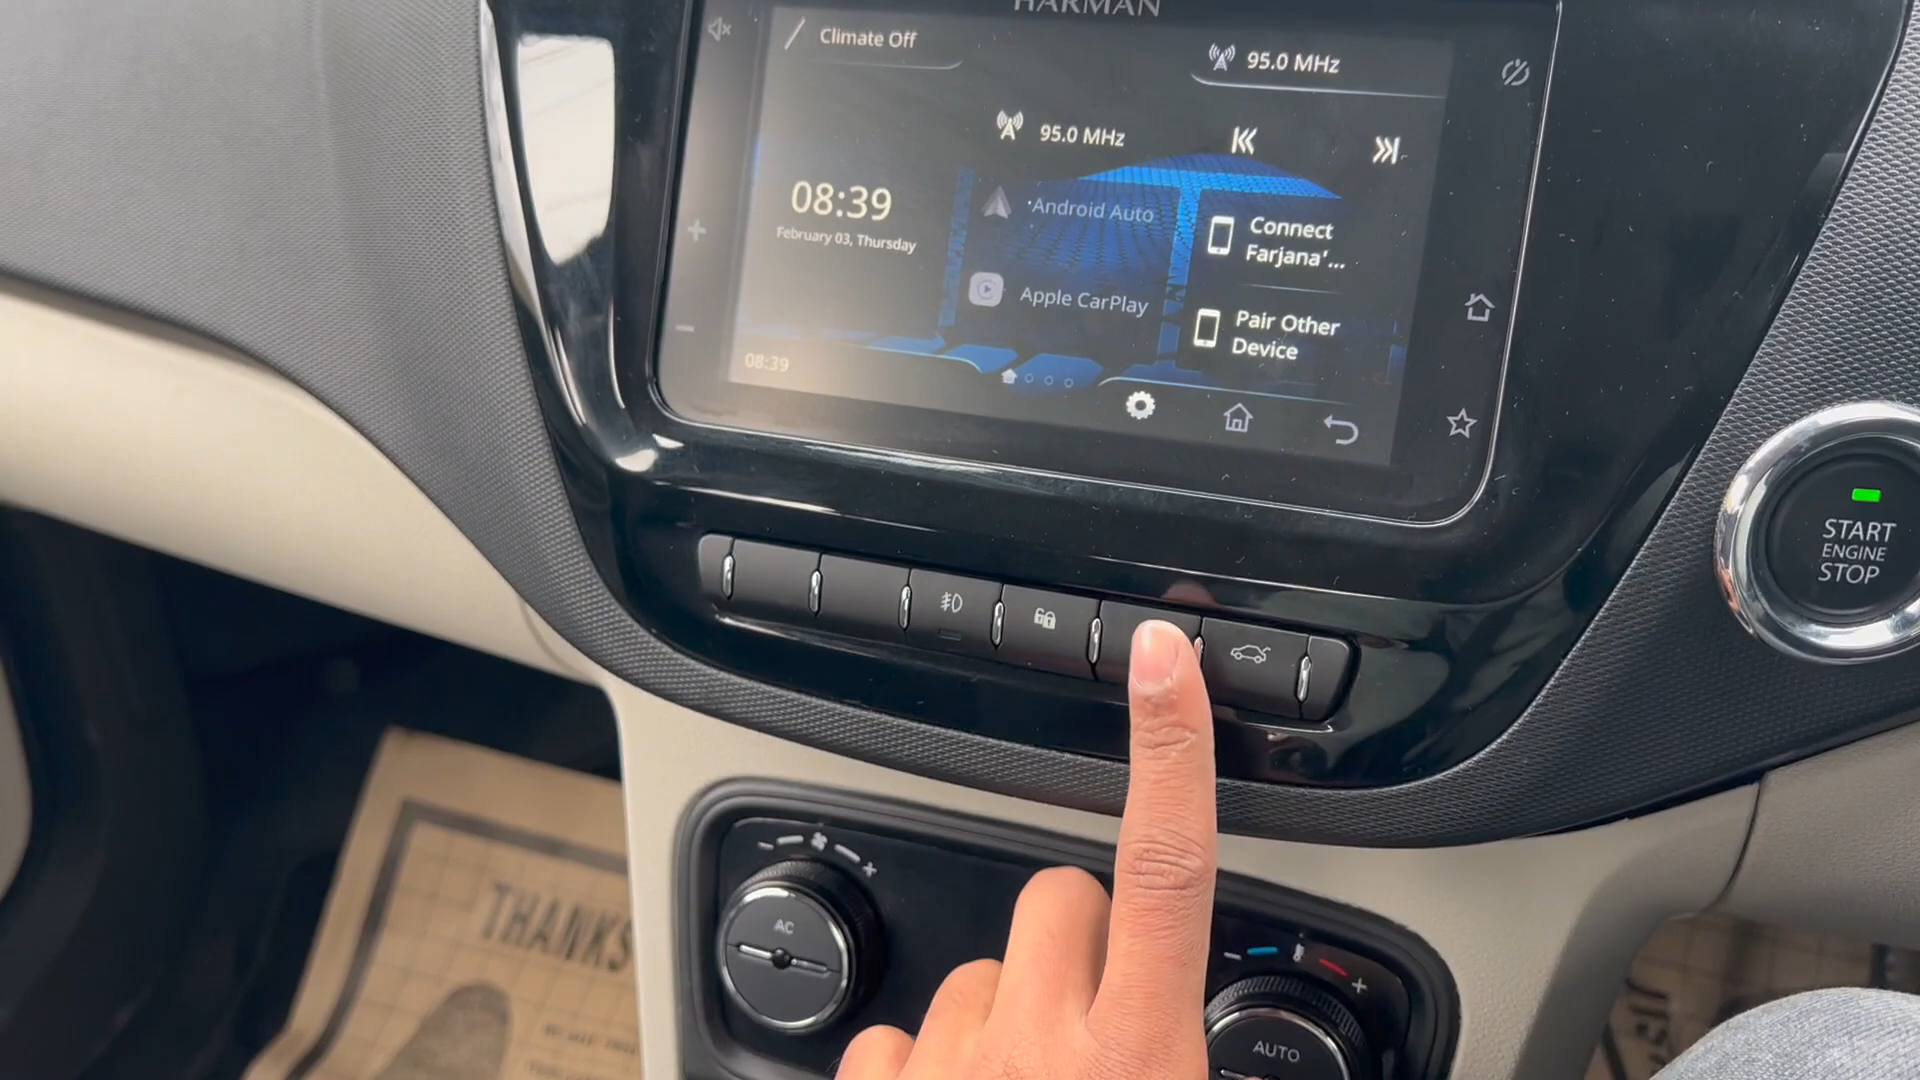 HARMAN
Climate Off
95.0 MHz
95.0 MHz
08:39
February 03, Thursday
Android Auto
Apple CarPlay
Connect
Farjana'...
Pair Other
Device
08:39
START
ENGINE
STOP
AC
AUTO
THANKS